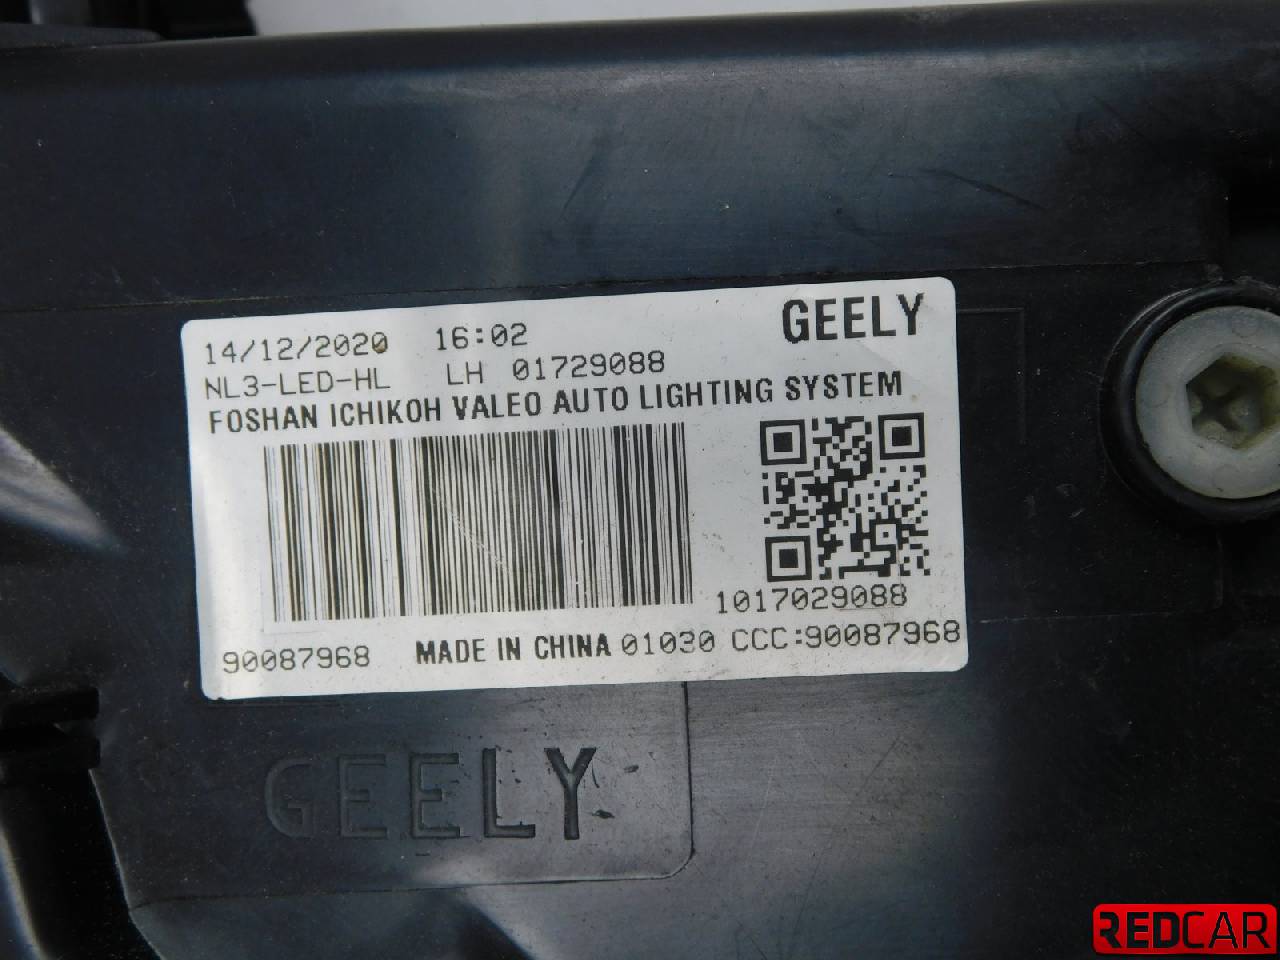 GEELY
14/12/2020 16:02
NL3-LED-HL LH 01729088
FOSHAN ICHIKOH VALEO AUTO LIGHTING SYSTEM
1017029088
90087968 MADE IN CHINA 01030 CCC:90087968
GEELY
REDCAR